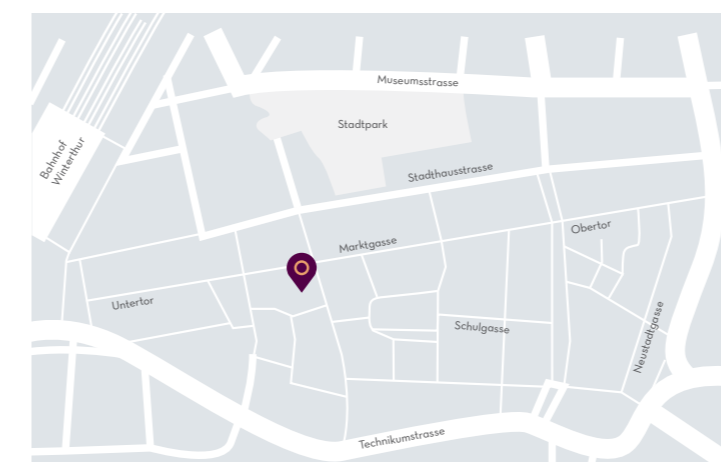 Museumsstrasse
Stadtpark
Bahnhof
Winterthur
Stadthausstrasse
Obertor
Marktgasse
Untertor
Schulgasse
Neustadtgasse
Technikumstrasse